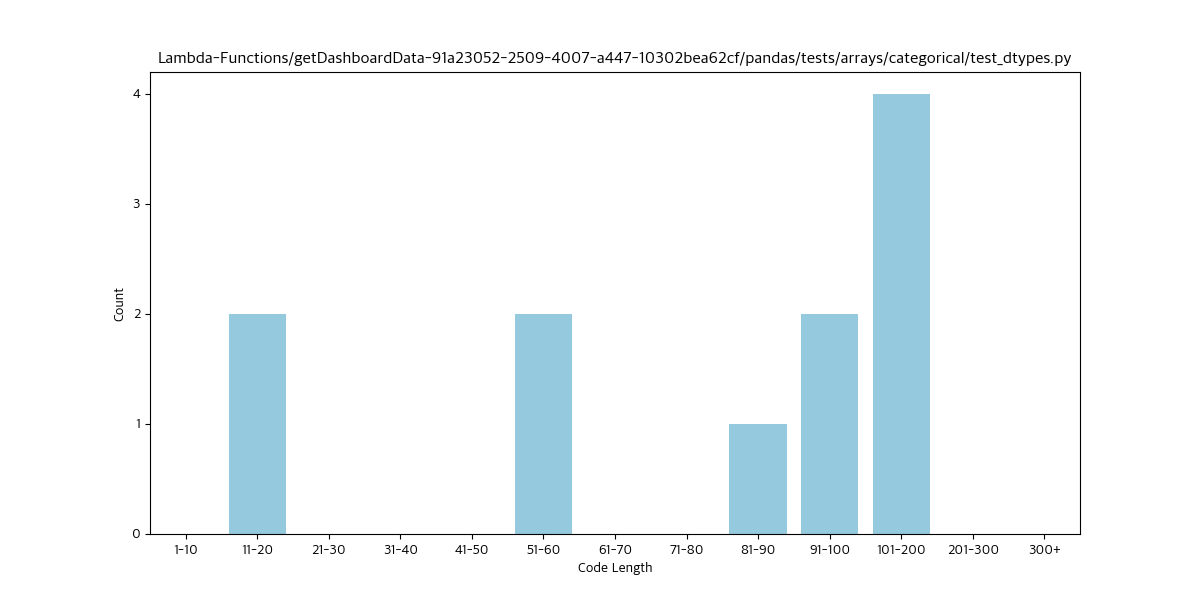 Lambda-Functions/getDashboardData-91a23052-2509-4007-a447-10302bea62cf/pandas/tests/arrays/categorical/test_dtypes.py
4
3
2
1
0
Count
1-10 11-20 21-30 31-40 41-50 51-60 61-70 71-80 81-90 91-100 101-200 201-300 300+
Code Length